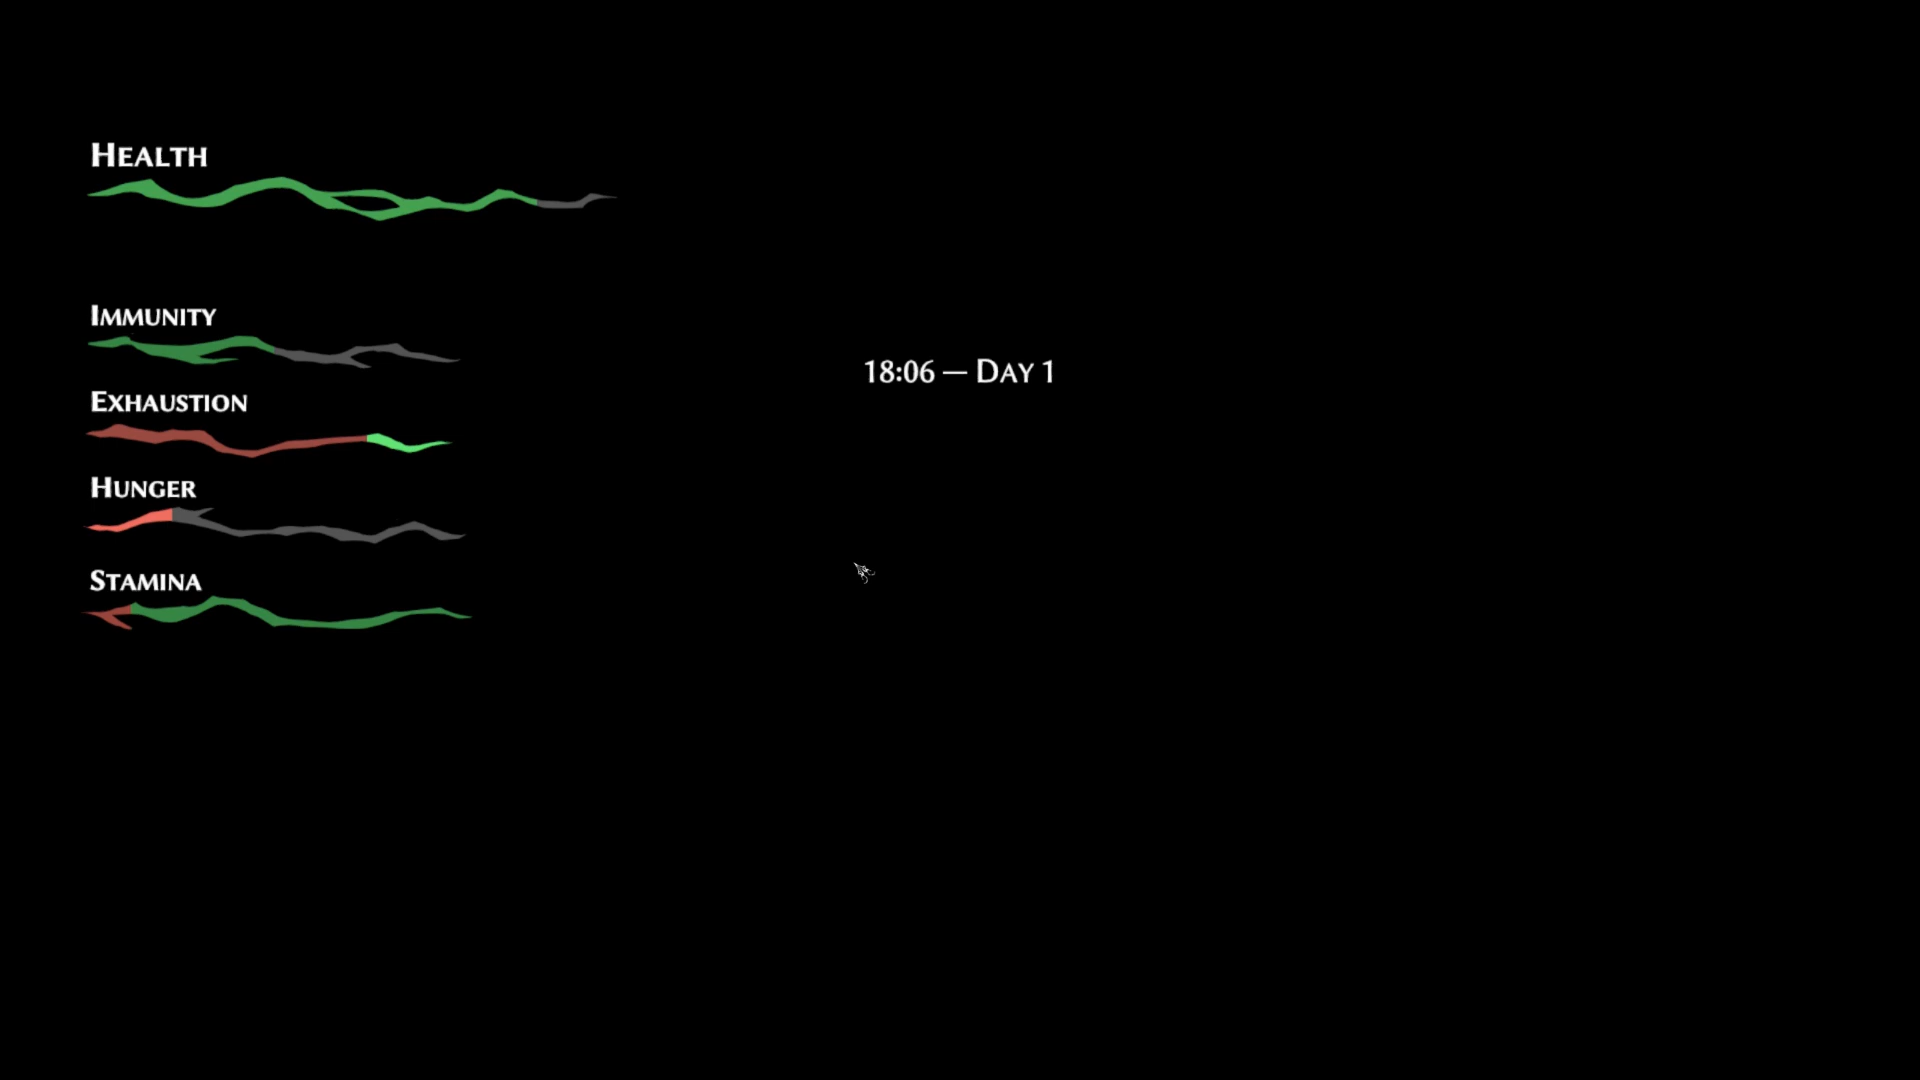 Health
Immunity
18:06 — Day 1
Exhaustion
Hunger
Stamina